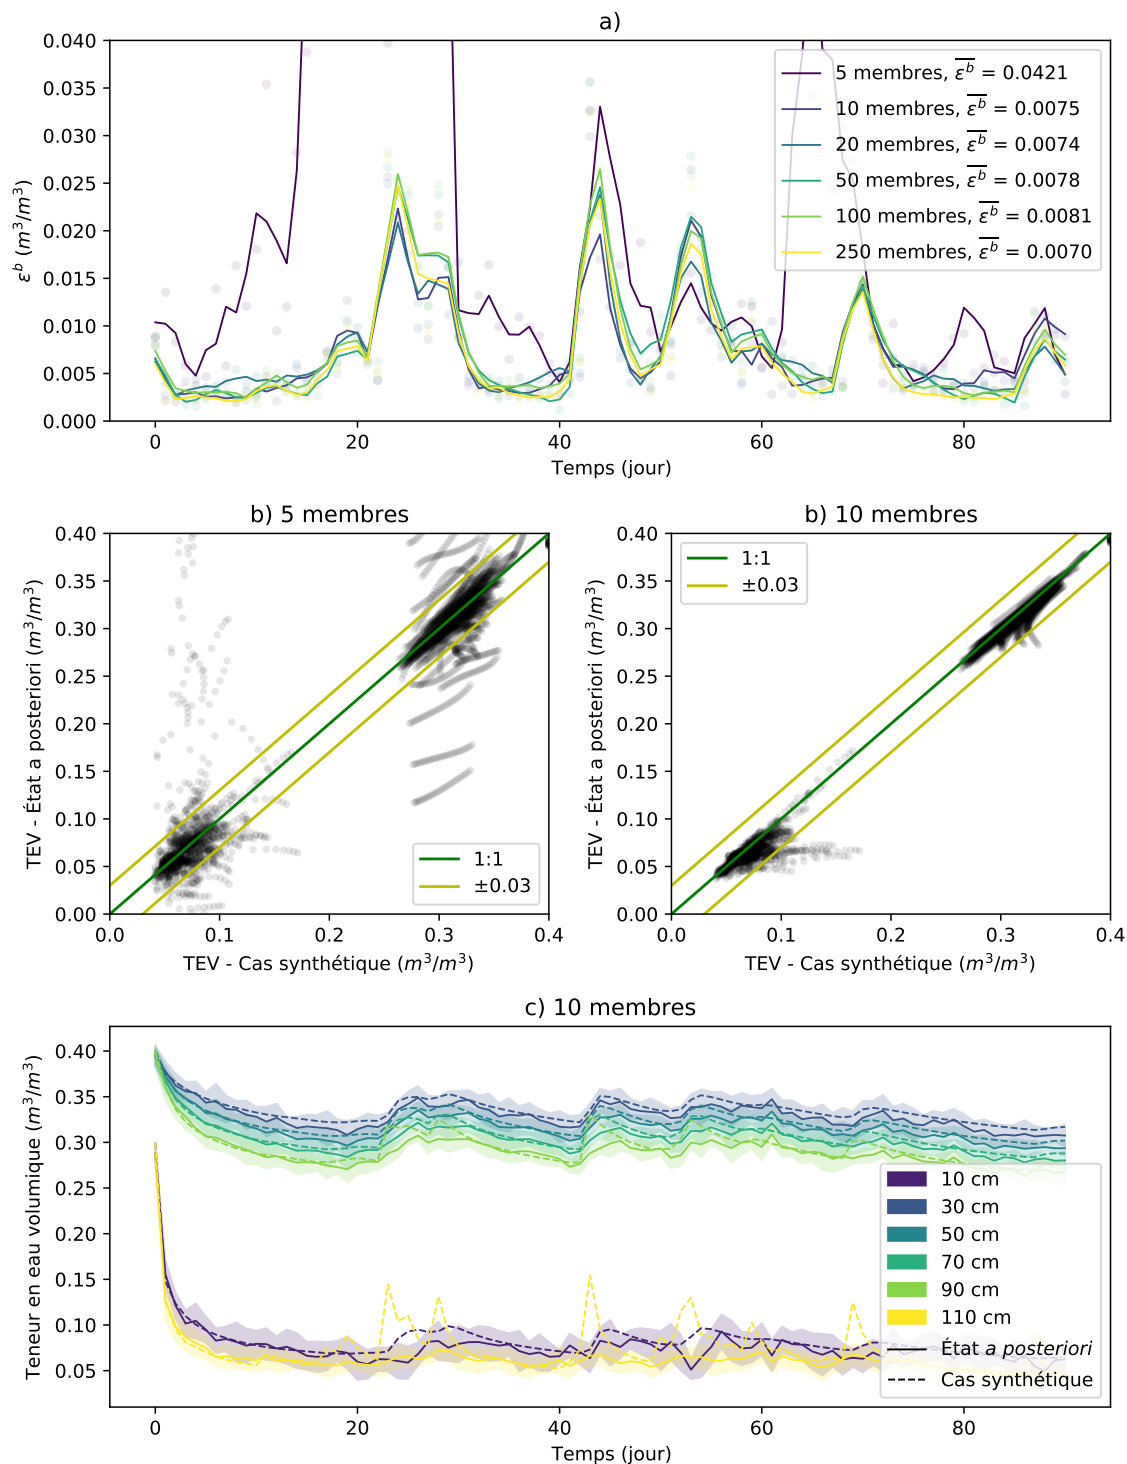 a)
0.040
0.035
0.030
0.025
0.020
0.015
0.010
0.005
0.000
ε^b (m³/m³)
5 membres, ε^b = 0.0421
10 membres, ε^b = 0.0075
20 membres, ε^b = 0.0074
50 membres, ε^b = 0.0078
100 membres, ε^b = 0.0081
250 membres, ε^b = 0.0070
0 20 40 60 80
Temps (jour)
b) 5 membres
0.40
0.35
0.30
0.25
0.20
0.15
0.10
0.05
0.00
TEV - État a posteriori (m³/m³)
1:1
±0.03
0.0 0.1 0.2 0.3 0.4
TEV - Cas synthétique (m³/m³)
b) 10 membres
0.40
0.35
0.30
0.25
0.20
0.15
0.10
0.05
0.00
TEV - État a posteriori (m³/m³)
1:1
±0.03
0.0 0.1 0.2 0.3 0.4
TEV - Cas synthétique (m³/m³)
c) 10 membres
0.40
0.35
0.30
0.25
0.20
0.15
0.10
0.05
Teneur en eau volumique (m³/m³)
10 cm
30 cm
50 cm
70 cm
90 cm
110 cm
État a posteriori
Cas synthétique
0 20 40 60 80
Temps (jour)